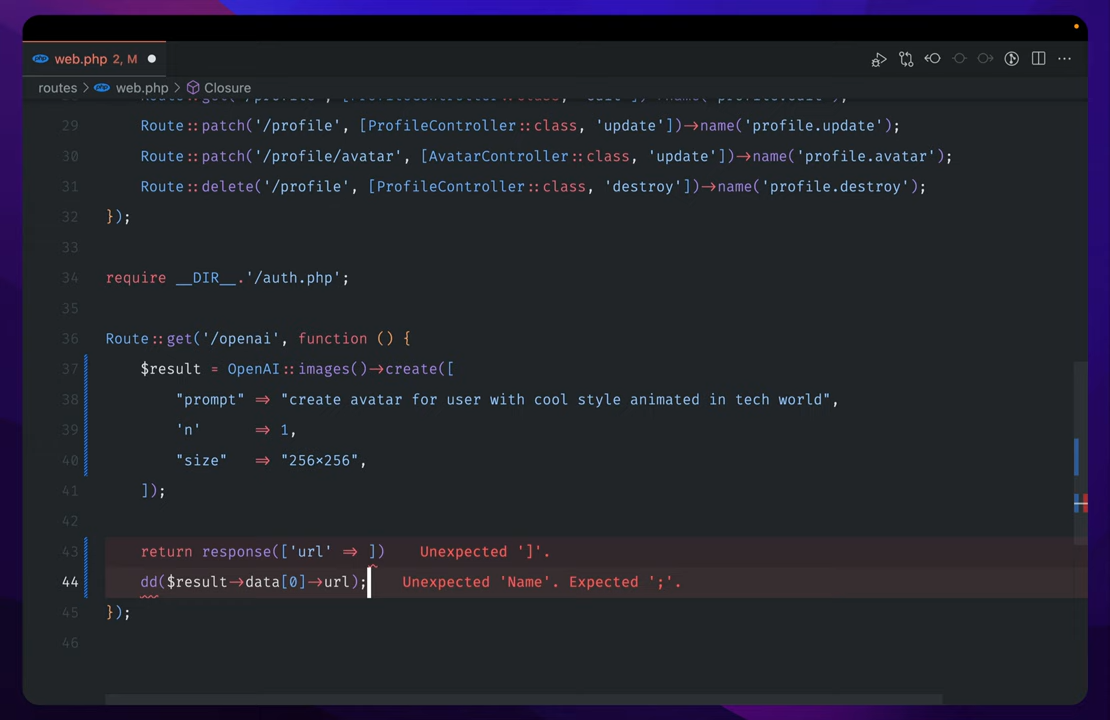 php web.php 2, M
routes > php web.php > Closure
29 Route::patch('/profile', [ProfileController::class, 'update'])->name('profile.update');
30 Route::patch('/profile/avatar', [AvatarController::class, 'update'])->name('profile.avatar');
31 Route::delete('/profile', [ProfileController::class, 'destroy'])->name('profile.destroy');
32 });
33
34 require __DIR__.'/auth.php';
35
36 Route::get('/openai', function () {
37 $result = OpenAI::images()->create([
38 "prompt" => "create avatar for user with cool style animated in tech world",
39 'n' => 1,
40 "size" => "256x256",
41 ]);
42
43 return response(['url' => ]) Unexpected ']'.
44 dd($result->data[0]->url); Unexpected 'Name'. Expected ';'.
45 });
46